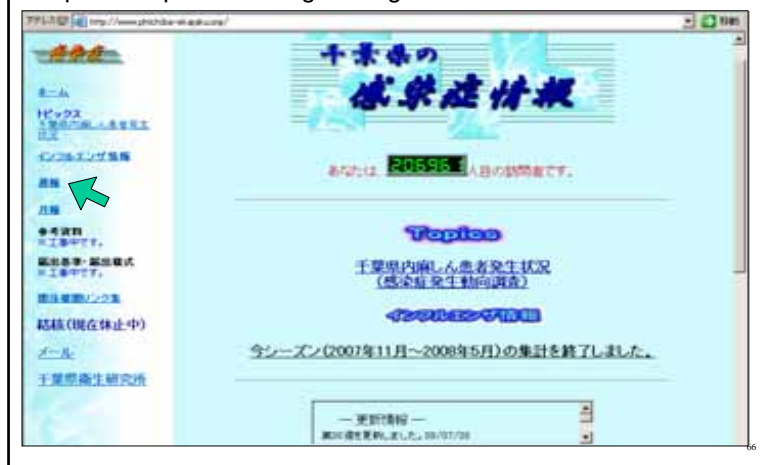 ホーム
トピックス
千葉県内麻しん患者発生
状況
インフルエンザ情報
週報
月報
参考資料
※工事中です。
届出基準・届出様式
※工事中です。
関連機関リンク集
結核(現在休止中)
メール
千葉県衛生研究所
千葉県の
感染症情報
あなたは 20696 人目の訪問者です。
Topics
千葉県内麻しん患者発生状況
(感染症発生動向調査)
インフルエンザ情報
今シーズン(2007年11月~2008年5月)の集計を終了しました。
― 更新情報 ―
66